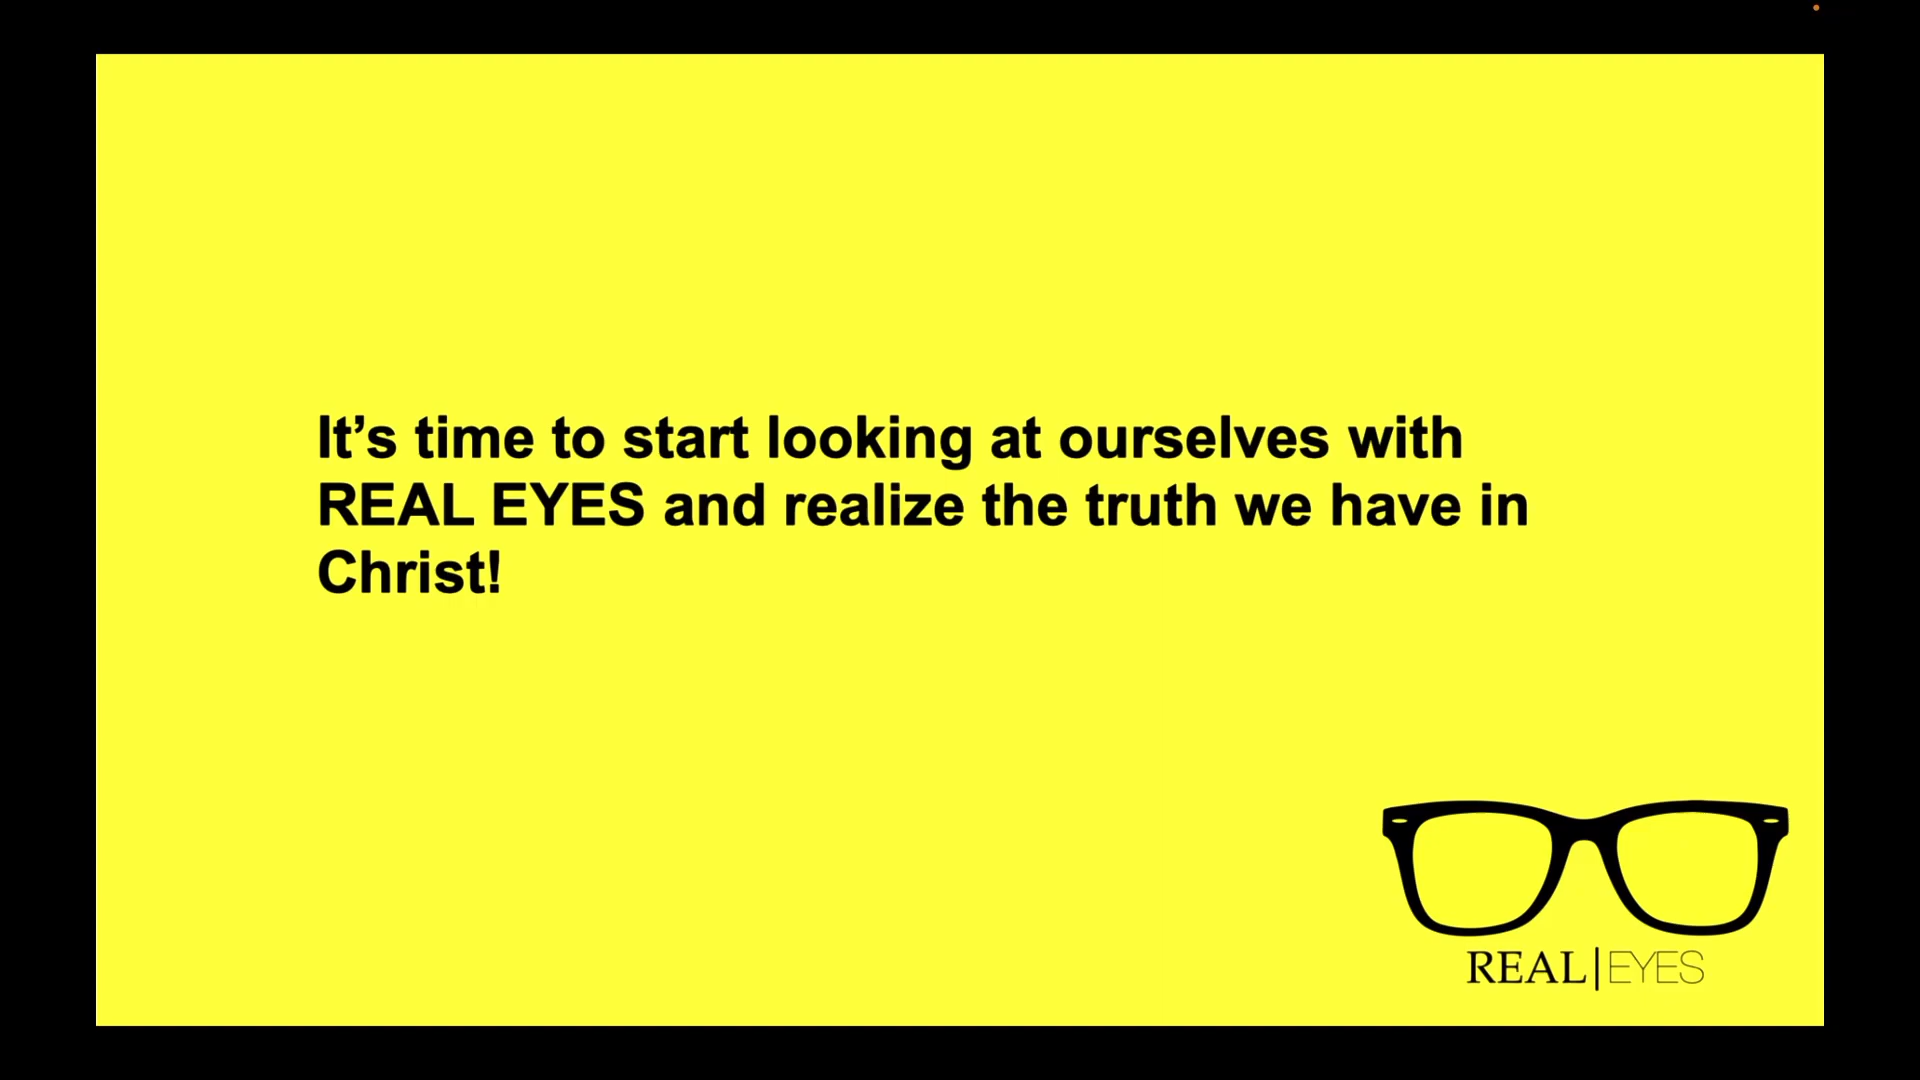 It’s time to start looking at ourselves with
REAL EYES and realize the truth we have in
Christ!
REAL|EYES